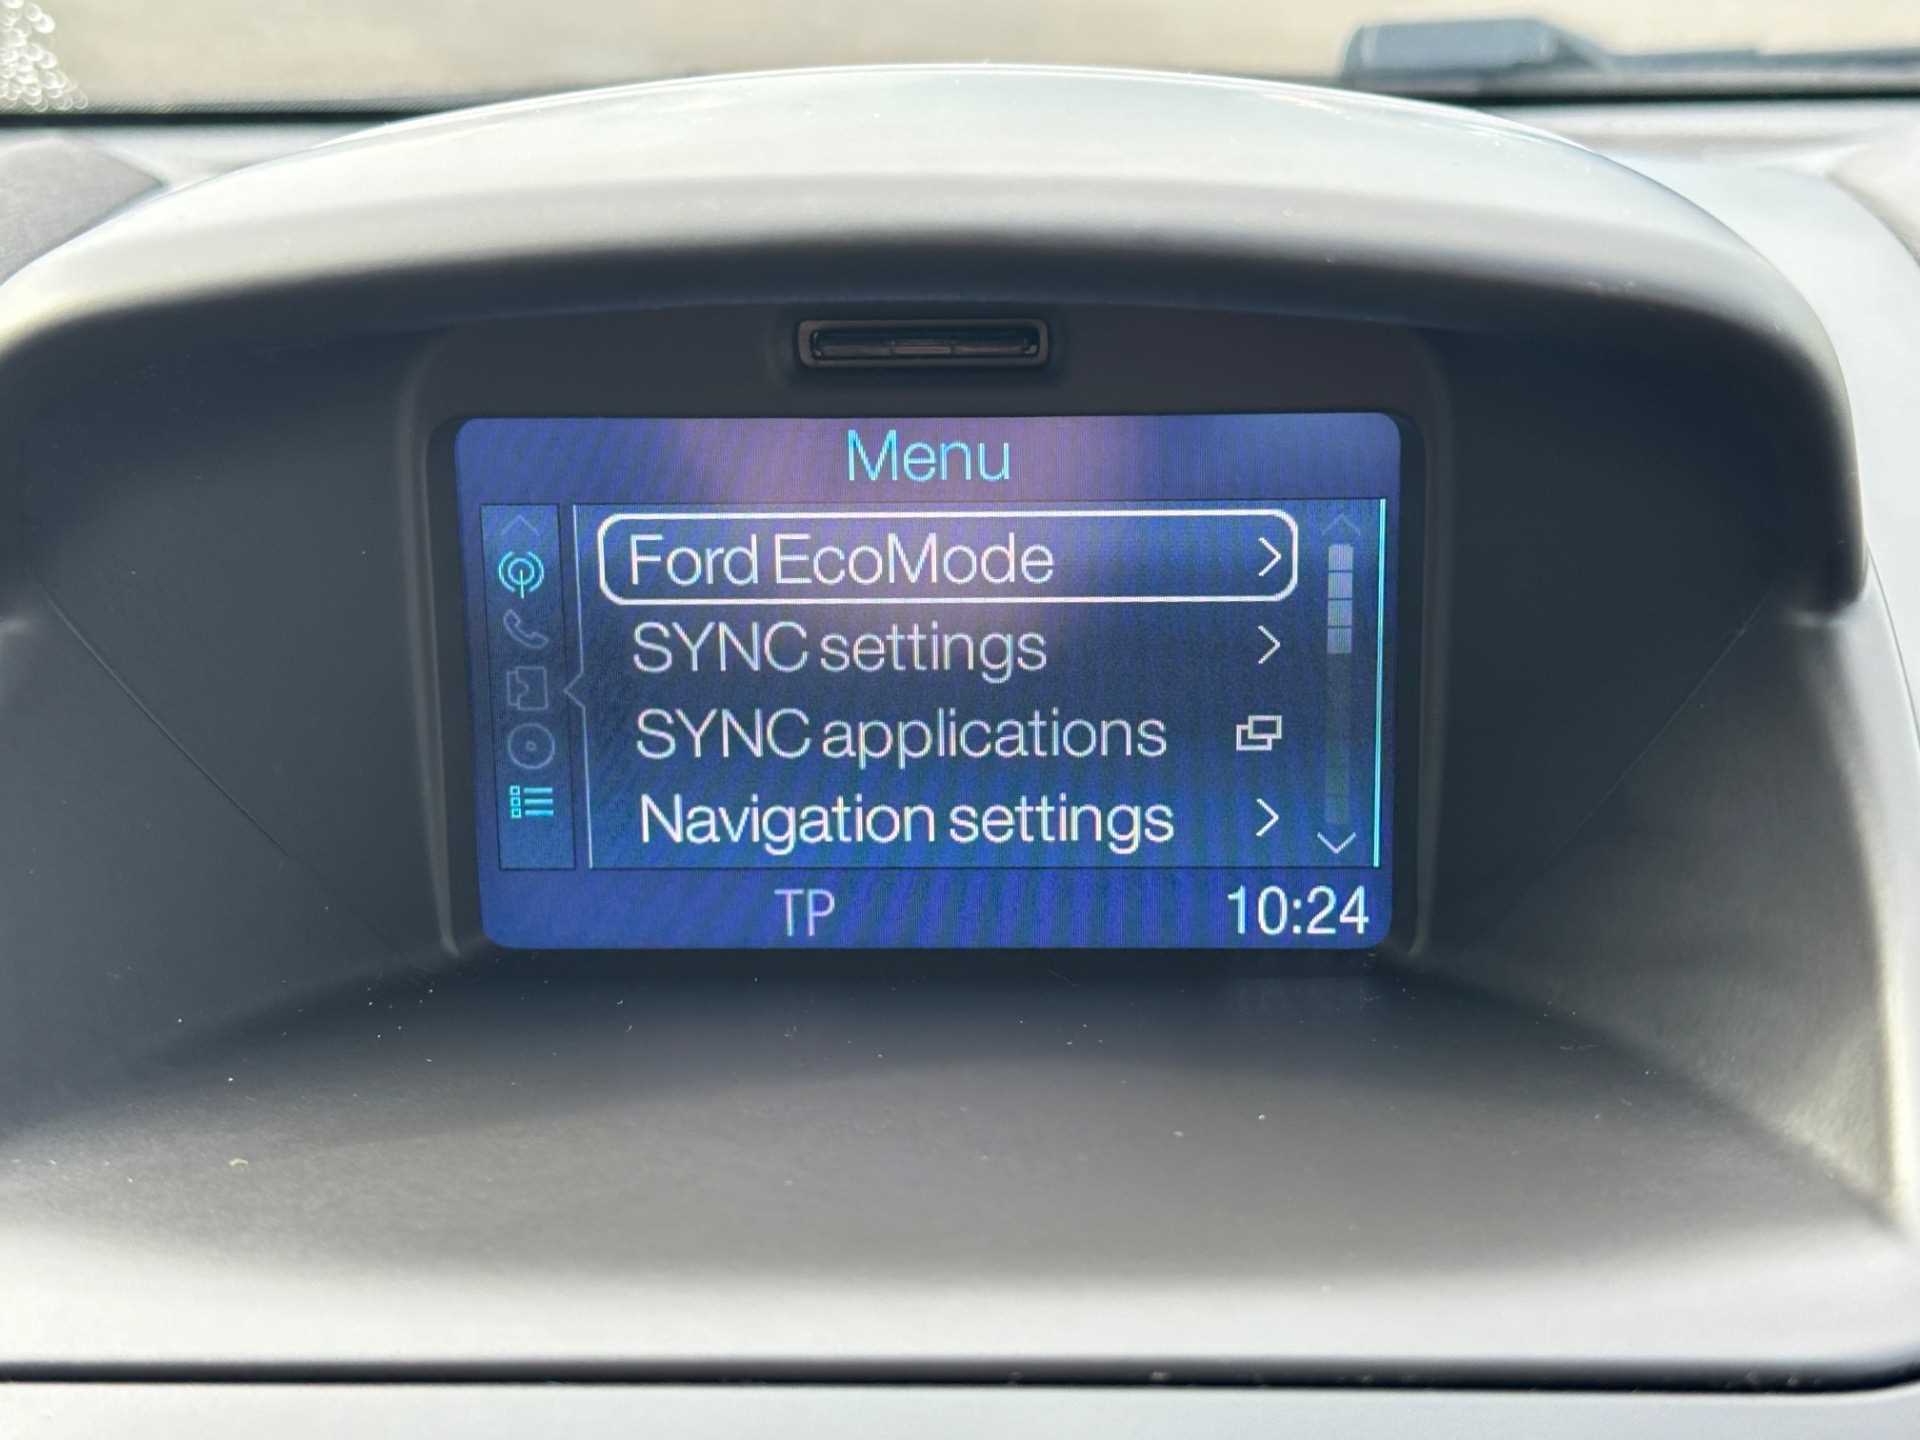 Menu
Ford EcoMode
SYNC settings
SYNC applications
Navigation settings
TP
10:24